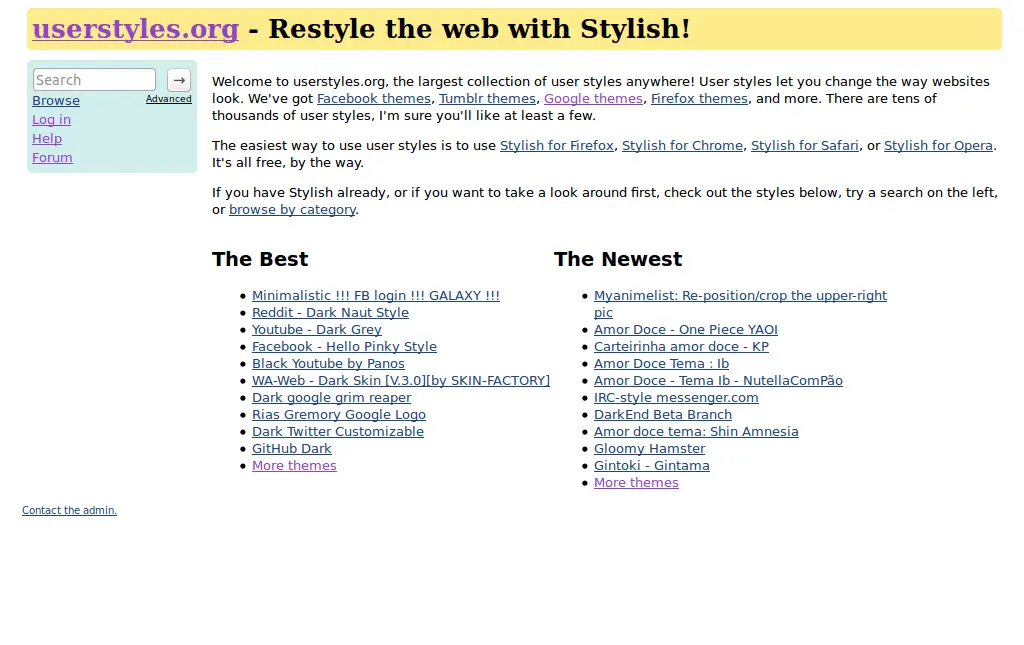 userstyles.org - Restyle the web with Stylish!
Search →
Browse Advanced
Log in
Help
Forum
Welcome to userstyles.org, the largest collection of user styles anywhere! User styles let you change the way websites
look. We've got Facebook themes, Tumblr themes, Google themes, Firefox themes, and more. There are tens of
thousands of user styles, I'm sure you'll like at least a few.
The easiest way to use user styles is to use Stylish for Firefox, Stylish for Chrome, Stylish for Safari, or Stylish for Opera.
It's all free, by the way.
If you have Stylish already, or if you want to take a look around first, check out the styles below, try a search on the left,
or browse by category.
The Best
Minimalistic !!! FB login !!! GALAXY !!!
Reddit - Dark Naut Style
Youtube - Dark Grey
Facebook - Hello Pinky Style
Black Youtube by Panos
WA-Web - Dark Skin [V.3.0][by SKIN-FACTORY]
Dark google grim reaper
Rias Gremory Google Logo
Dark Twitter Customizable
GitHub Dark
More themes
The Newest
Myanimelist: Re-position/crop the upper-right
pic
Amor Doce - One Piece YAOI
Carteirinha amor doce - KP
Amor Doce Tema : Ib
Amor Doce - Tema Ib - NutellaComPão
IRC-style messenger.com
DarkEnd Beta Branch
Amor doce tema: Shin Amnesia
Gloomy Hamster
Gintoki - Gintama
More themes
Contact the admin.